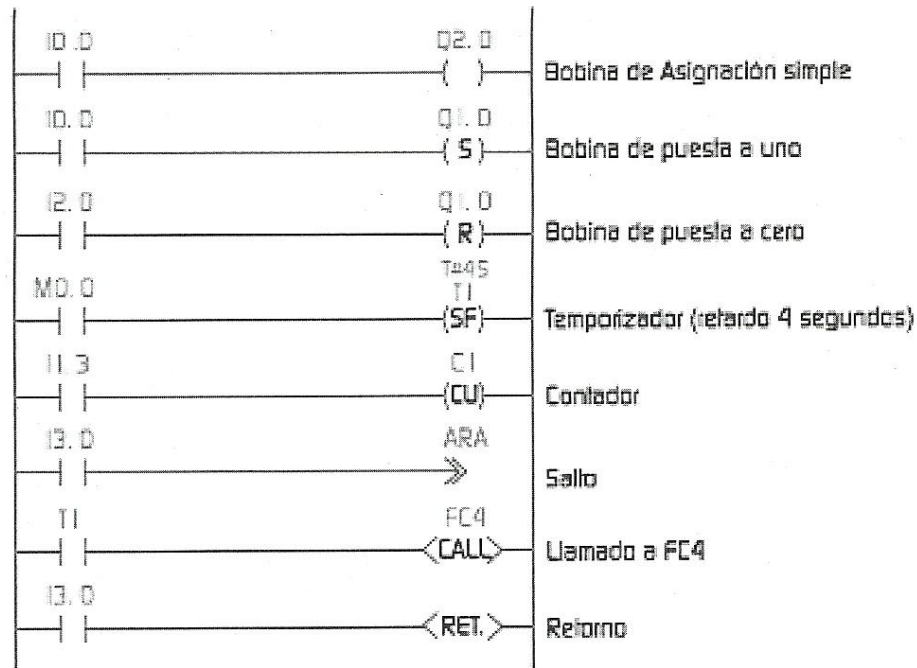 I0.0 Q2.0
( ) Bobina de Asignación simple
I0.0 Q1.0
(S) Bobina de puesta a uno
I2.0 Q1.0
(R) Bobina de puesta a cero
T=4S
M0.0 T1
(SF) Temporizador (retardo 4 segundos)
I1.3 C1
(CU) Contador
I3.0 ARA
Salto
T1 FC4
<CALL> Llamado a FC4
I3.0
<RET.> Retorno